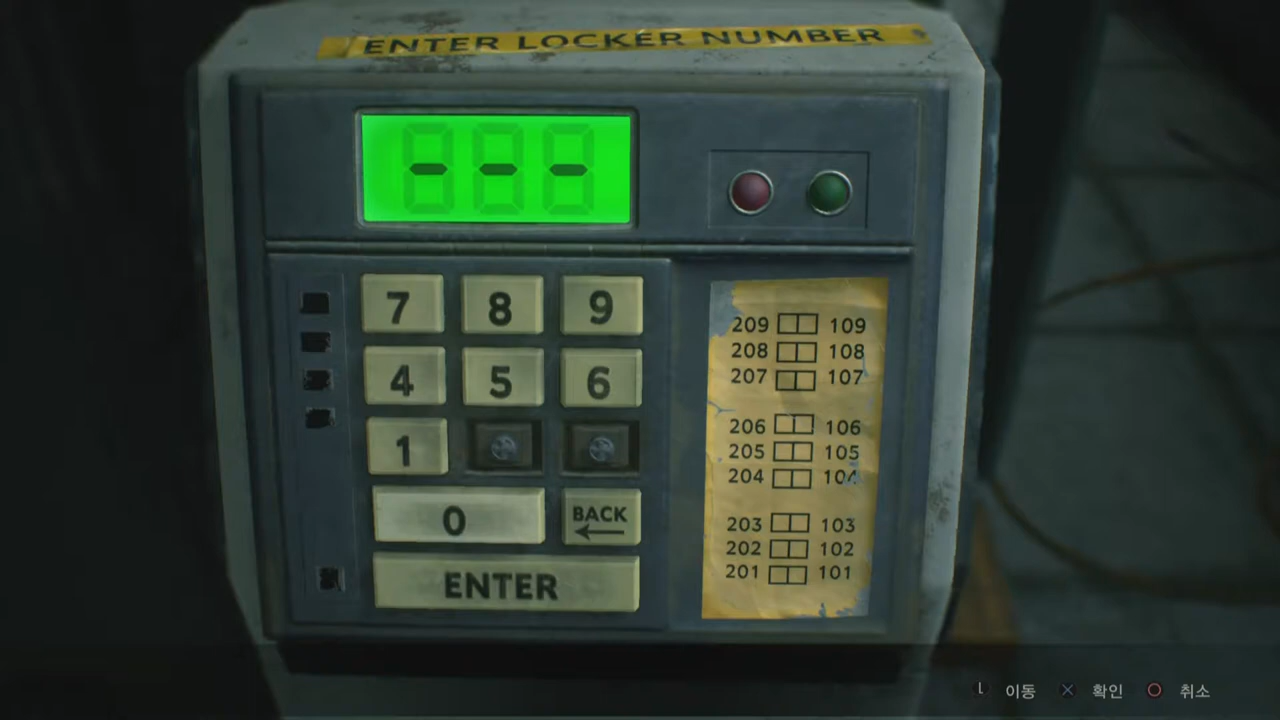 ENTER LOCKER NUMBER
- - -
7 8 9
4 5 6
1
0 BACK
ENTER
209 109
208 108
207 107
206 106
205 105
204 104
203 103
202 102
201 101
L 이동 확인 취소